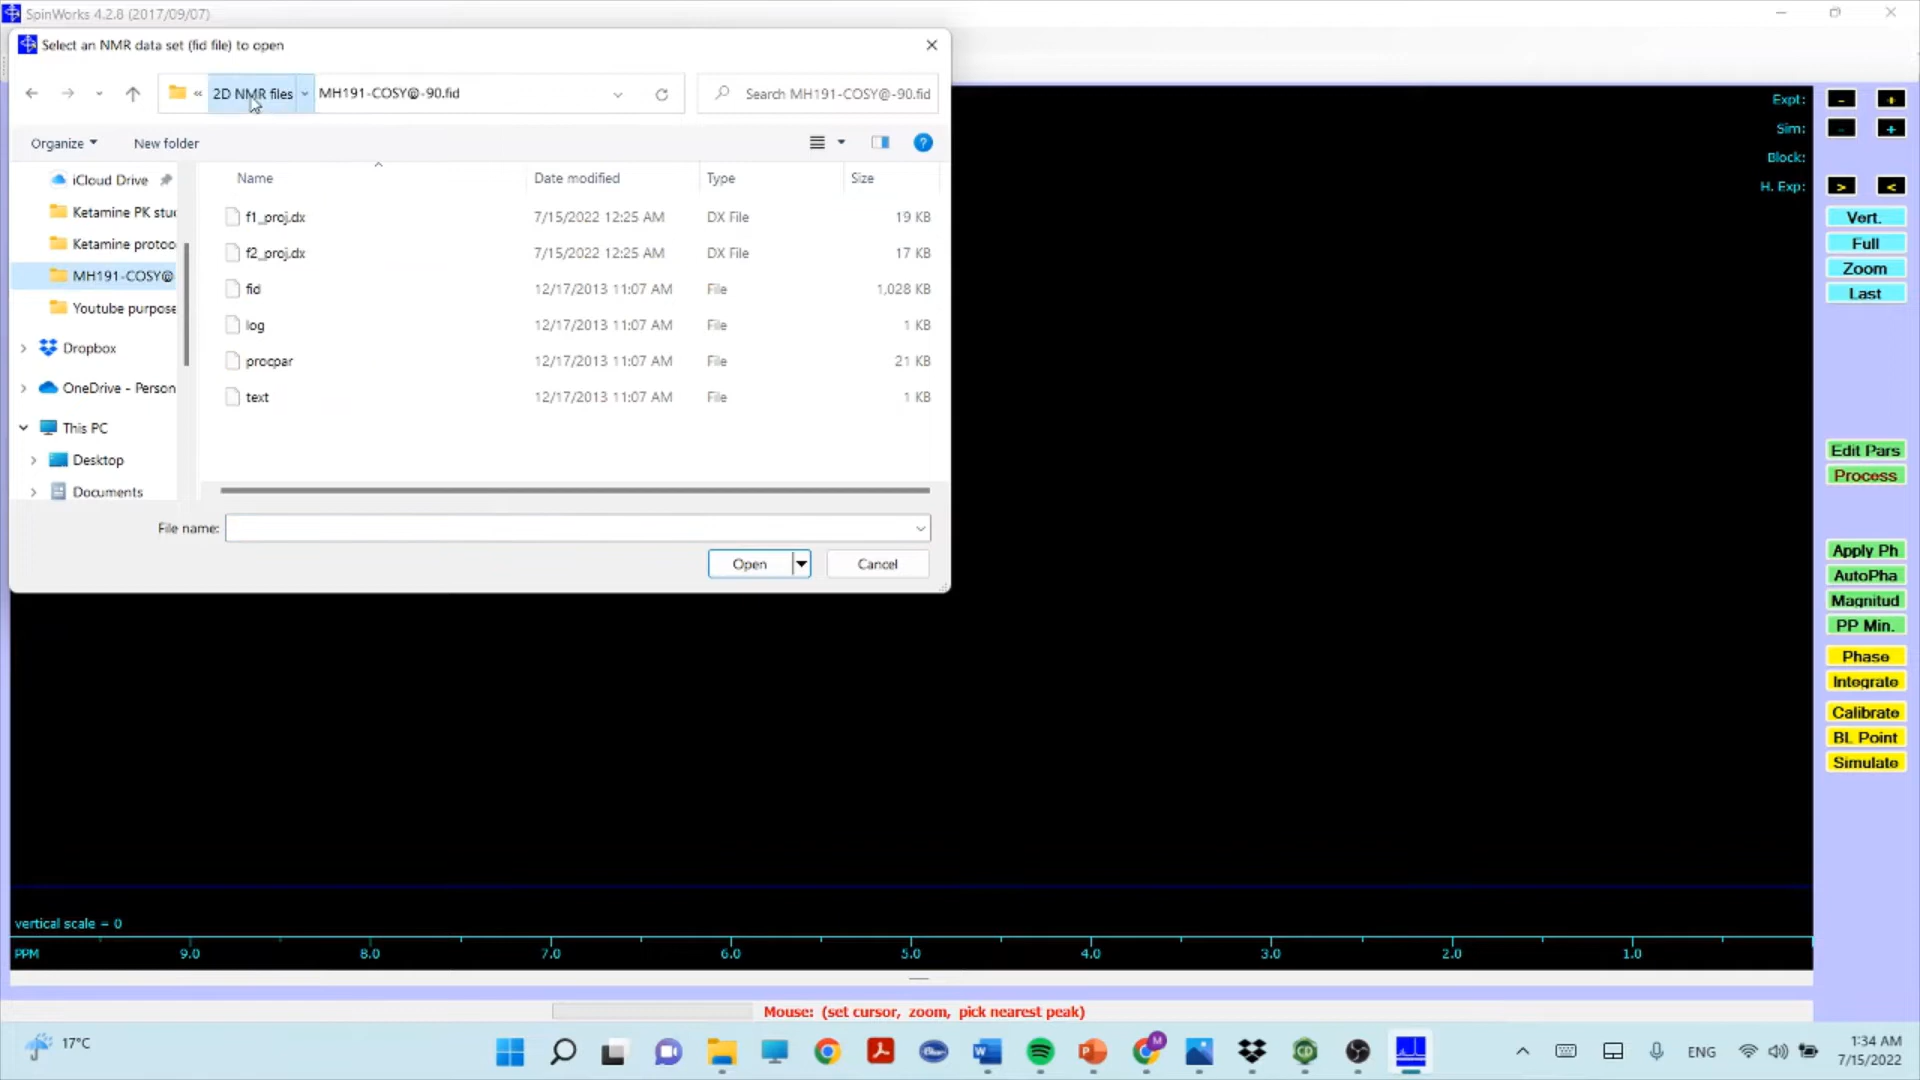 SpinWorks 4.2.8 (2017/09/07)
Select an NMR data set (fid file) to open
« 2D NMR files MH191-COSY@-90.fid
Search MH191-COSY@-90.fid
Organize New folder
Name Date modified Type Size
f1_proj.dx 7/15/2022 12:25 AM DX File 19 KB
f2_proj.dx 7/15/2022 12:25 AM DX File 17 KB
fid 12/17/2013 11:07 AM File 1,028 KB
log 12/17/2013 11:07 AM File 1 KB
procpar 12/17/2013 11:07 AM File 21 KB
text 12/17/2013 11:07 AM File 1 KB
iCloud Drive
Ketamine PK stu
Ketamine protoc
MH191-COSY@
Youtube purpose
Dropbox
OneDrive - Person
This PC
Desktop
Documents
File name:
Open Cancel
Expt: - +
Sim: - +
Block:
H. Exp: > <
Vert.
Full
Zoom
Last
Edit Pars
Process
Apply Ph
AutoPha
Magnitud
PP Min.
Phase
Integrate
Calibrate
BL Point
Simulate
vertical scale = 0
PPM 9.0 8.0 7.0 6.0 5.0 4.0 3.0 2.0 1.0
Mouse: (set cursor, zoom, pick nearest peak)
17°C
ENG
1:34 AM
7/15/2022